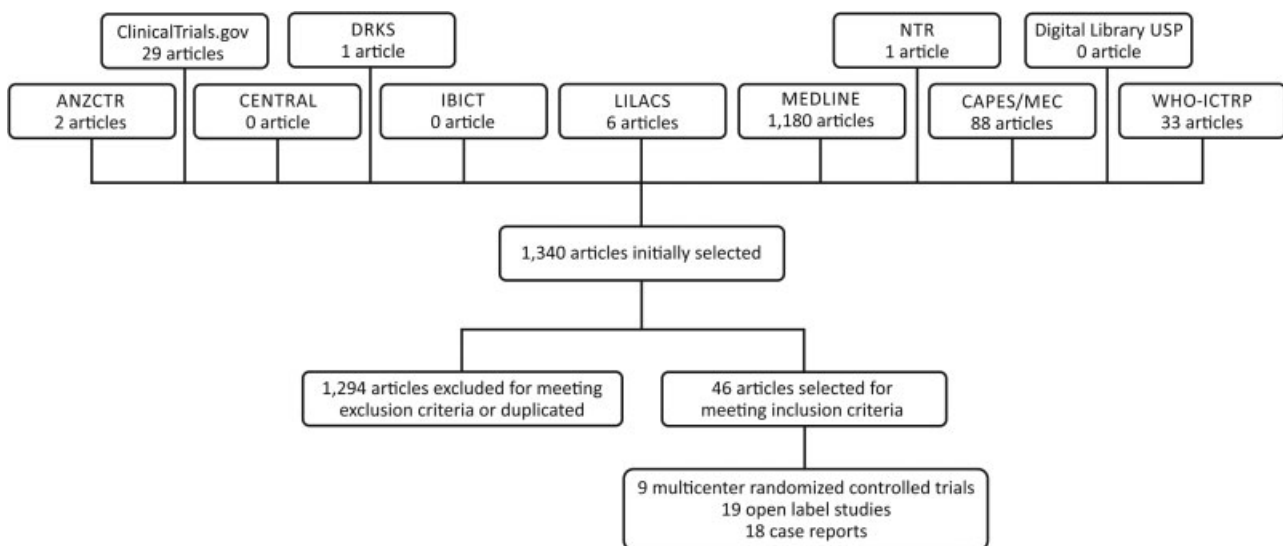 ClinicalTrials.gov
29 articles
DRKS
1 article
NTR
1 article
Digital Library USP
0 article
ANZCTR
2 articles
CENTRAL
0 article
IBICT
0 article
LILACS
6 articles
MEDLINE
1,180 articles
CAPES/MEC
88 articles
WHO-ICTRP
33 articles
1,340 articles initially selected
1,294 articles excluded for meeting
exclusion criteria or duplicated
46 articles selected for
meeting inclusion criteria
9 multicenter randomized controlled trials
19 open label studies
18 case reports